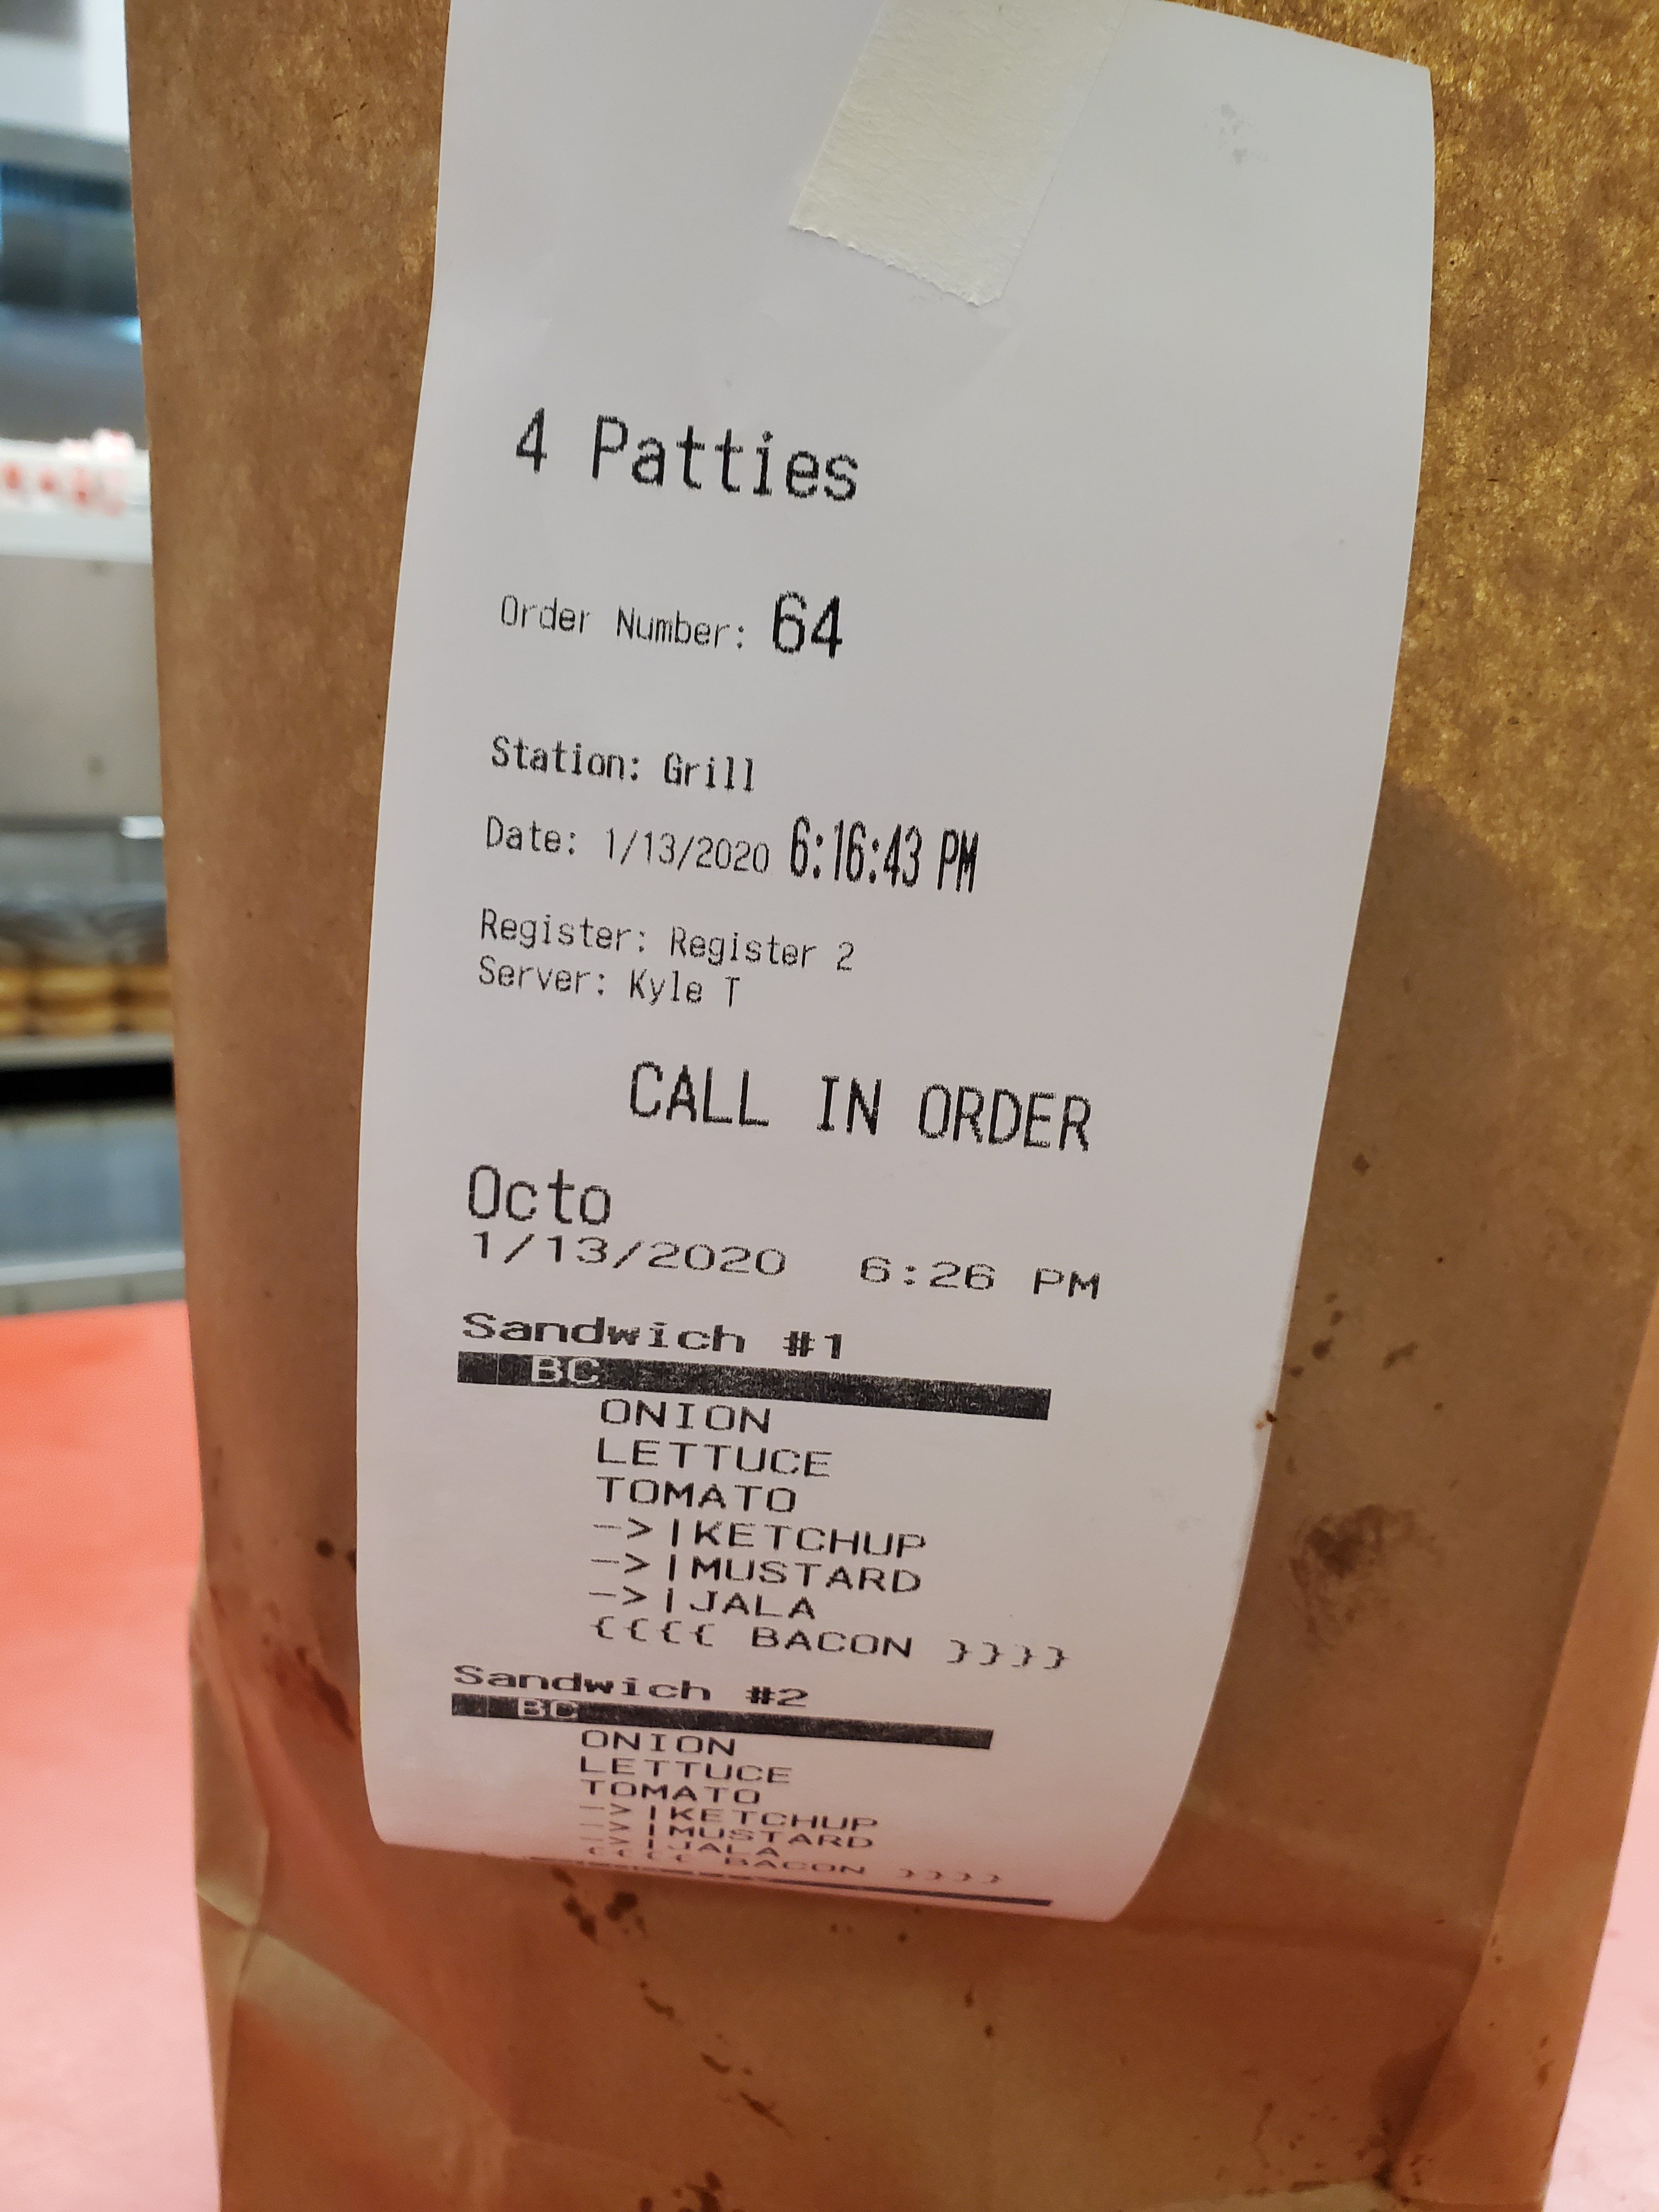 4 Patties
Order Number: 64
Station: Grill
Date: 1/13/2020 6:16:43 PM
Register: Register 2
Server: Kyle T
CALL IN ORDER
Octo
1/13/2020 6:26 PM
Sandwich #1
BC
ONION
LETTUCE
TOMATO
->|KETCHUP
->|MUSTARD
->|JALA
{{{{ BACON }}}}
Sandwich #2
BC
ONION
LETTUCE
TOMATO
->|KETCHUP
->|MUSTARD
->|JALA
{{{{ BACON }}}}